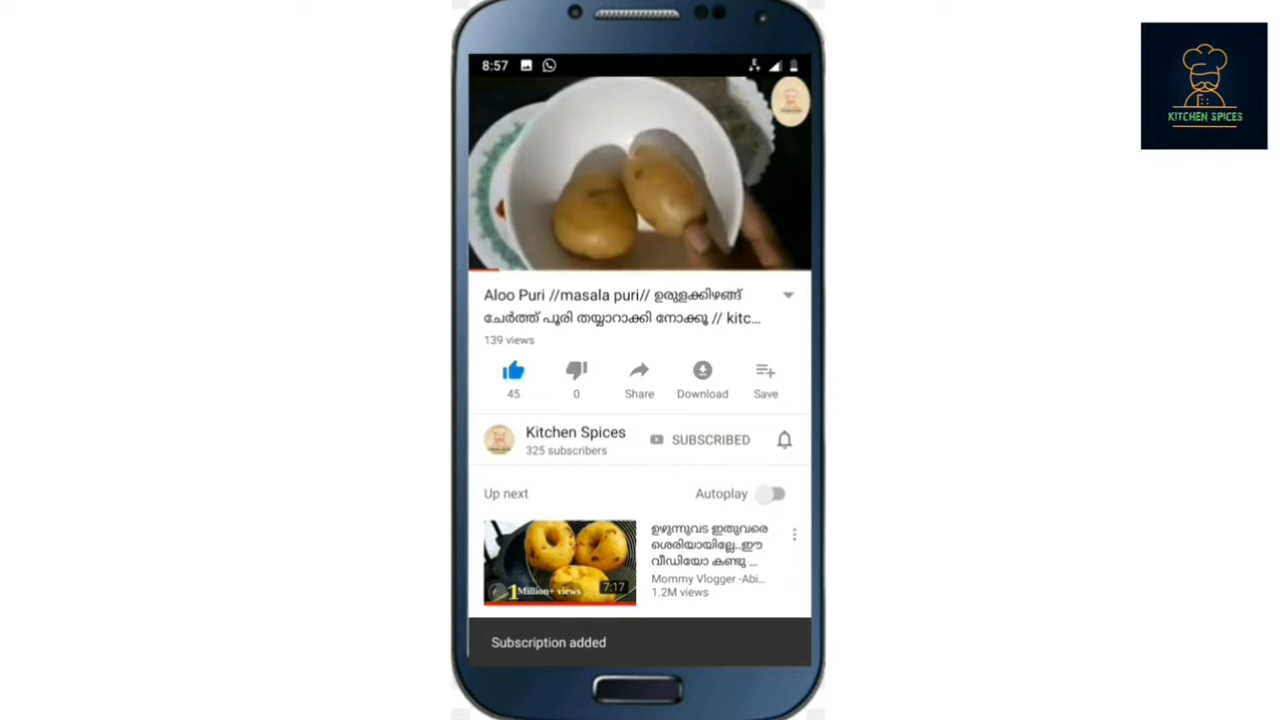 8:57
KITCHEN SPICES
Aloo Puri //masala puri// ഉരുളക്കിഴങ്ങ്
ചേർത്ത് പൂരി തയ്യാറാക്കി നോക്കൂ // kitc...
139 views
45
0
Share
Download
Save
Kitchen Spices
SUBSCRIBED
325 subscribers
Up next
Autoplay
ഉഴുന്നുവട ഇതുവരെ
ശെരിയായില്ലേ..ഈ
വീഡിയോ കണ്ടു ...
Mommy Vlogger -Abi...
1.2M views
1Million+ views
7:17
Subscription added